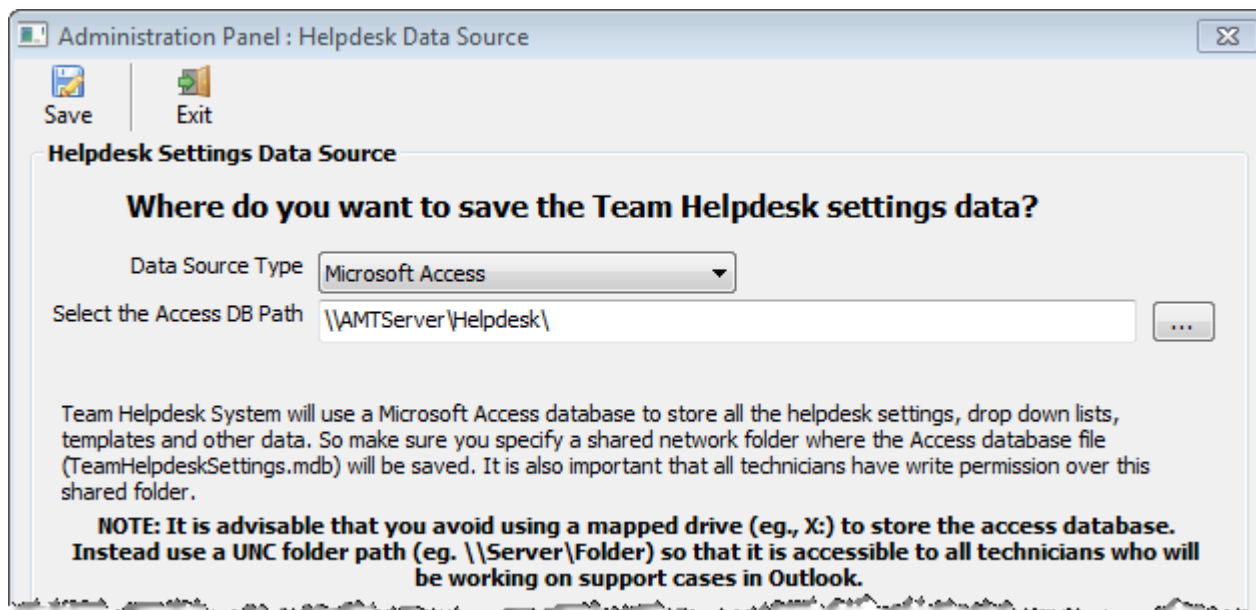 Administration Panel : Helpdesk Data Source
Save
Exit
Helpdesk Settings Data Source
Where do you want to save the Team Helpdesk settings data?
Data Source Type
Microsoft Access
Select the Access DB Path
\\AMTServer\Helpdesk\
...
Team Helpdesk System will use a Microsoft Access database to store all the helpdesk settings, drop down lists,
templates and other data. So make sure you specify a shared network folder where the Access database file
(TeamHelpdeskSettings.mdb) will be saved. It is also important that all technicians have write permission over this
shared folder.
NOTE: It is advisable that you avoid using a mapped drive (eg., X:) to store the access database.
Instead use a UNC folder path (eg. \\Server\Folder) so that it is accessible to all technicians who will
be working on support cases in Outlook.